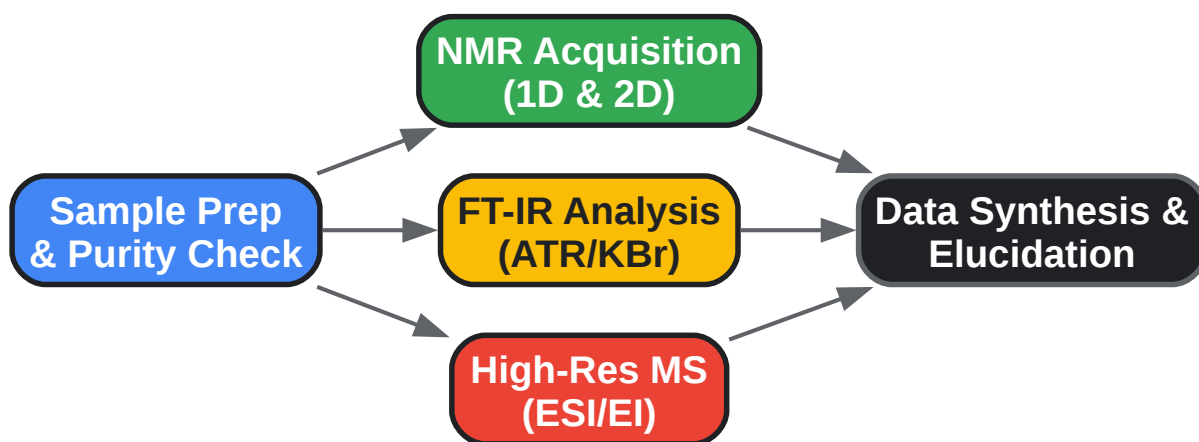 NMR Acquisition
(1D & 2D)
Sample Prep
& Purity Check
FT-IR Analysis
(ATR/KBr)
Data Synthesis &
Elucidation
High-Res MS
(ESI/EI)